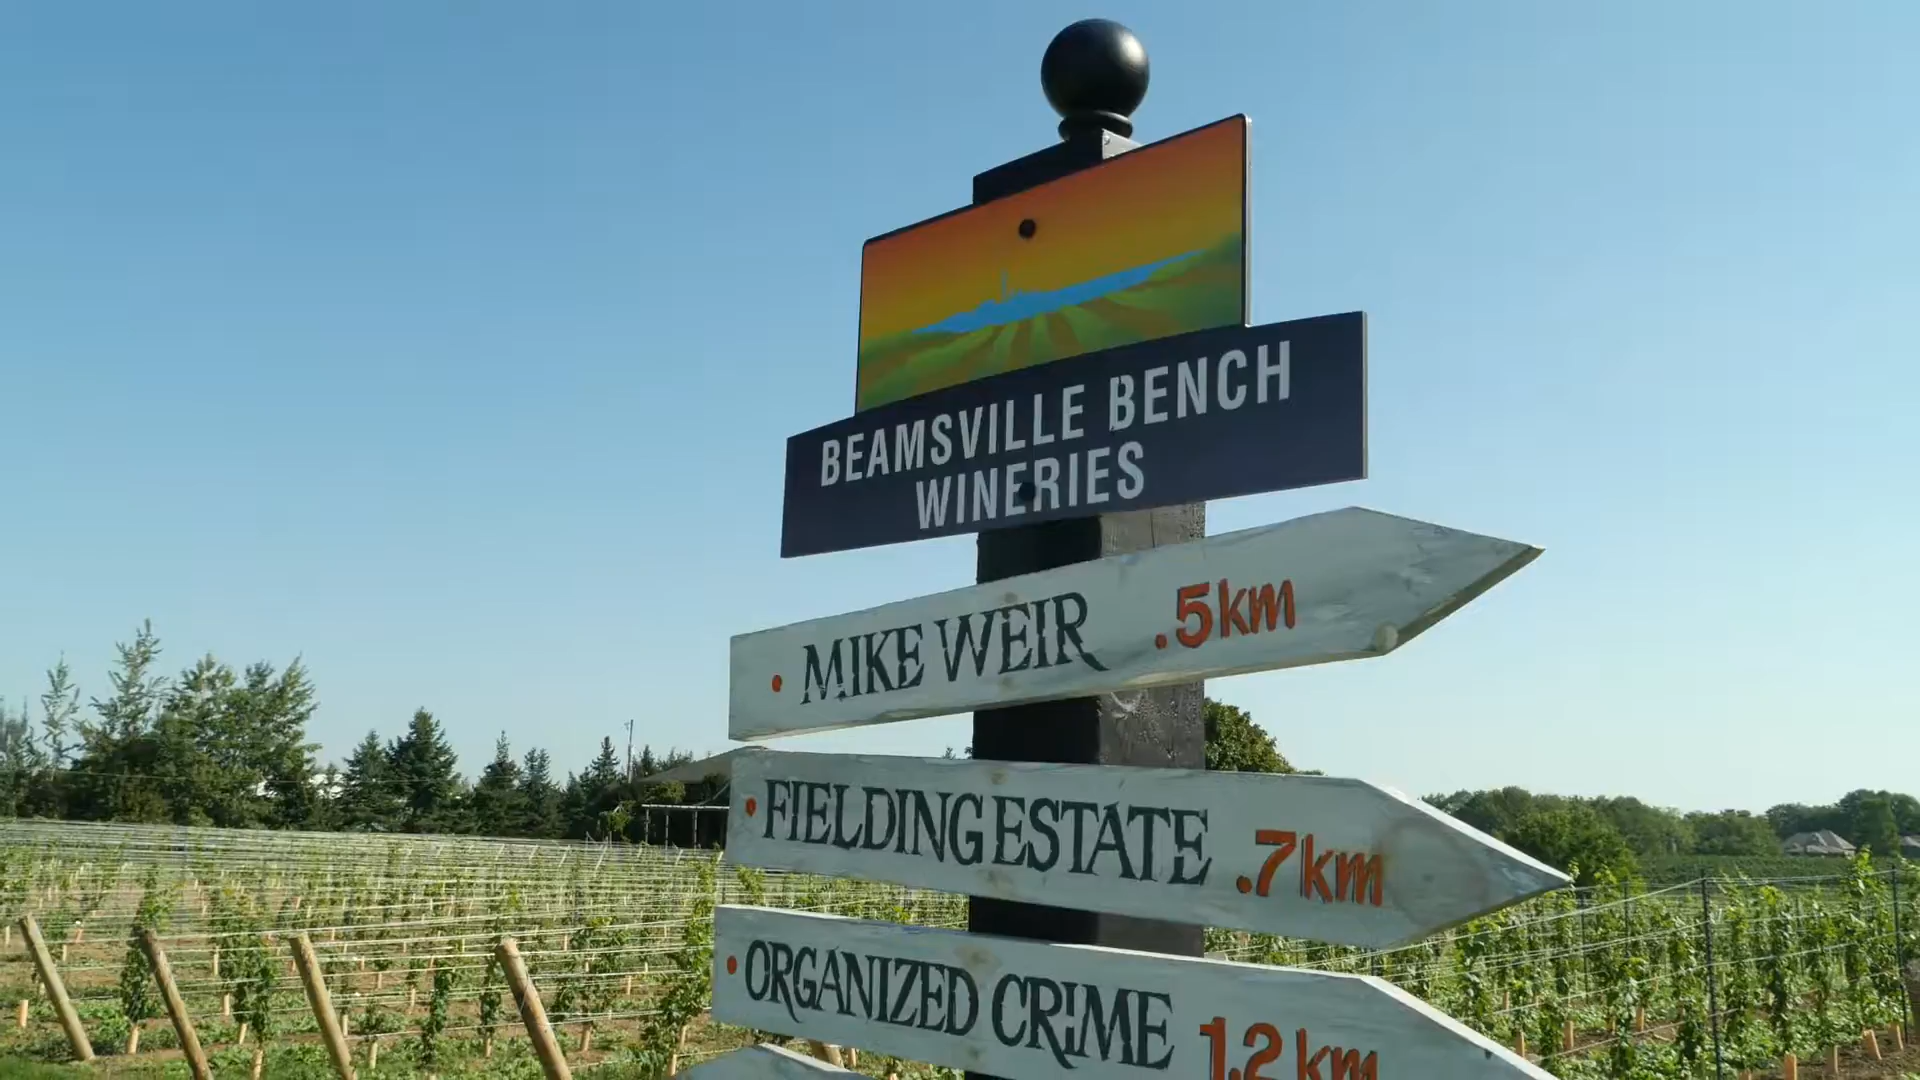 BEAMSVILLE BENCH
WINERIES
• MIKE WEIR .5km
• FIELDING ESTATE .7km
• ORGANIZED CRIME 1.2km